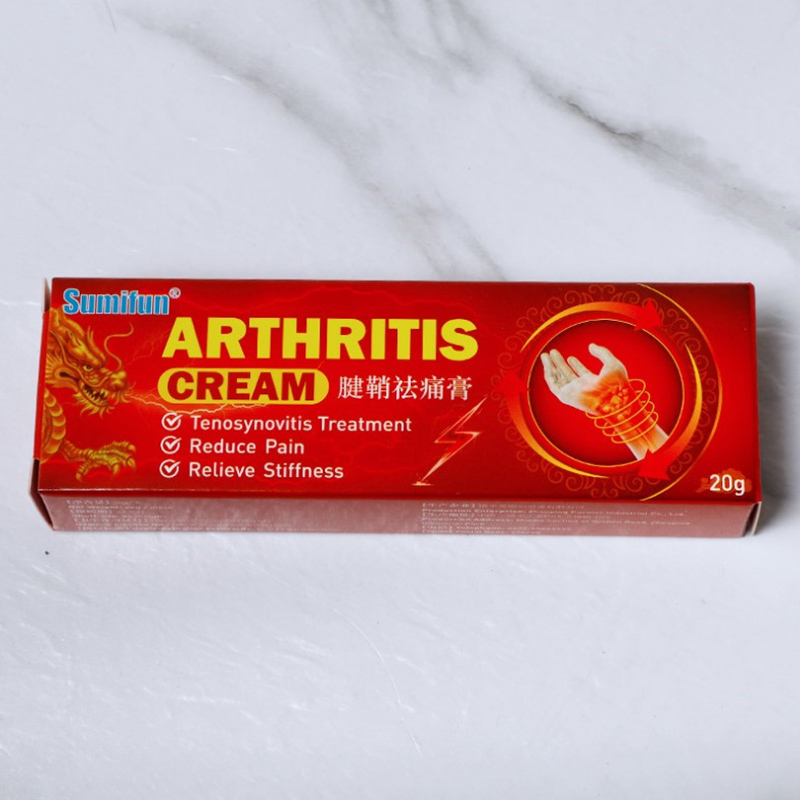 Sumifun®
ARTHRITIS
CREAM 腱鞘祛痛膏
Tenosynovitis Treatment
Reduce Pain
Relieve Stiffness
20g